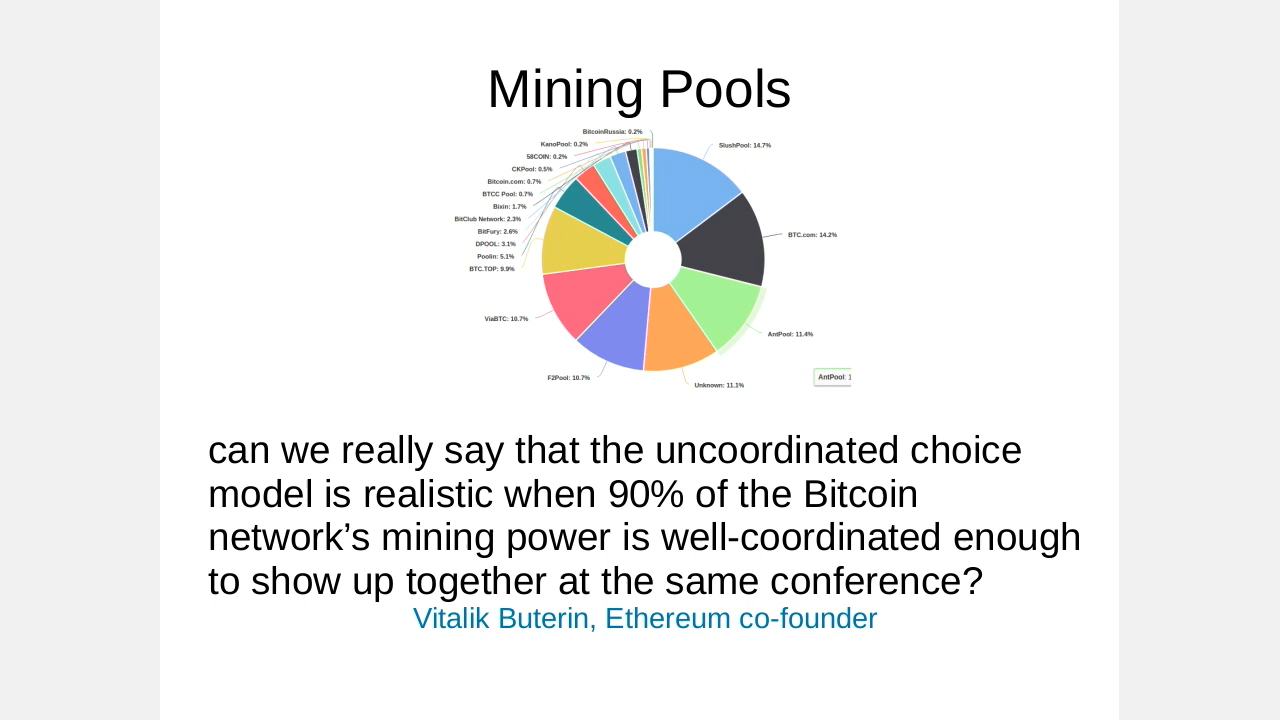 Mining Pools
BitcoinRussia: 0.2%
KanoPool: 0.2%
58COIN: 0.2%
CKPool: 0.5%
Bitcoin.com: 0.7%
BTCC Pool: 0.7%
Bixin: 1.7%
BitClub Network: 2.3%
BitFury: 2.6%
DPOOL: 3.1%
Poolin: 5.1%
BTC.TOP: 9.9%
ViaBTC: 10.7%
F2Pool: 10.7%
SlushPool: 14.7%
BTC.com: 14.2%
AntPool: 11.4%
Unknown: 11.1%
AntPool: 1
can we really say that the uncoordinated choice
model is realistic when 90% of the Bitcoin
network’s mining power is well-coordinated enough
to show up together at the same conference?
Vitalik Buterin, Ethereum co-founder